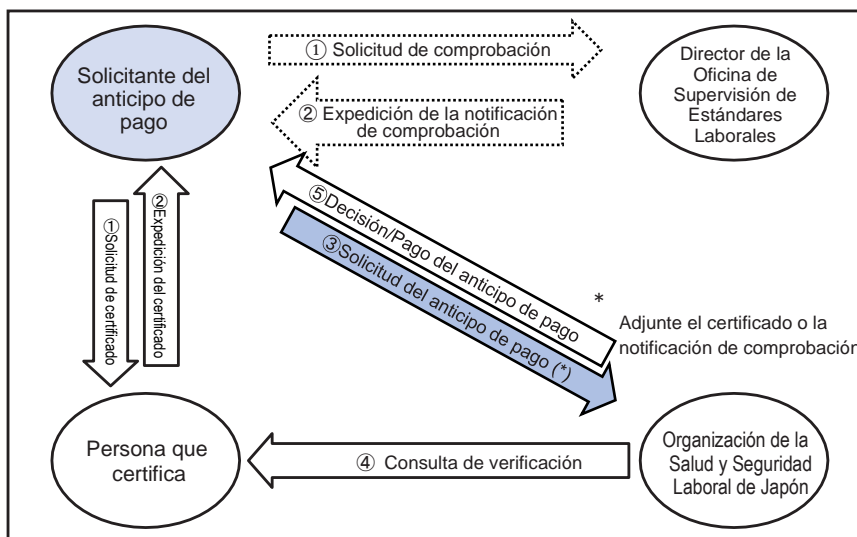 Solicitante del
anticipo de
pago
① Solicitud de comprobación
Director de la
Oficina de
Supervisión de
Estándares
Laborales
② Expedición de la notificación
de comprobación
①Solicitud de certificado
②Expedición del certificado
⑤Decisión/Pago del anticipo de pago
③Solicitud del anticipo de pago (*)
*
Adjunte el certificado o la
notificación de comprobación
Persona que
certifica
④ Consulta de verificación
Organización de la
Salud y Seguridad
Laboral de Japón